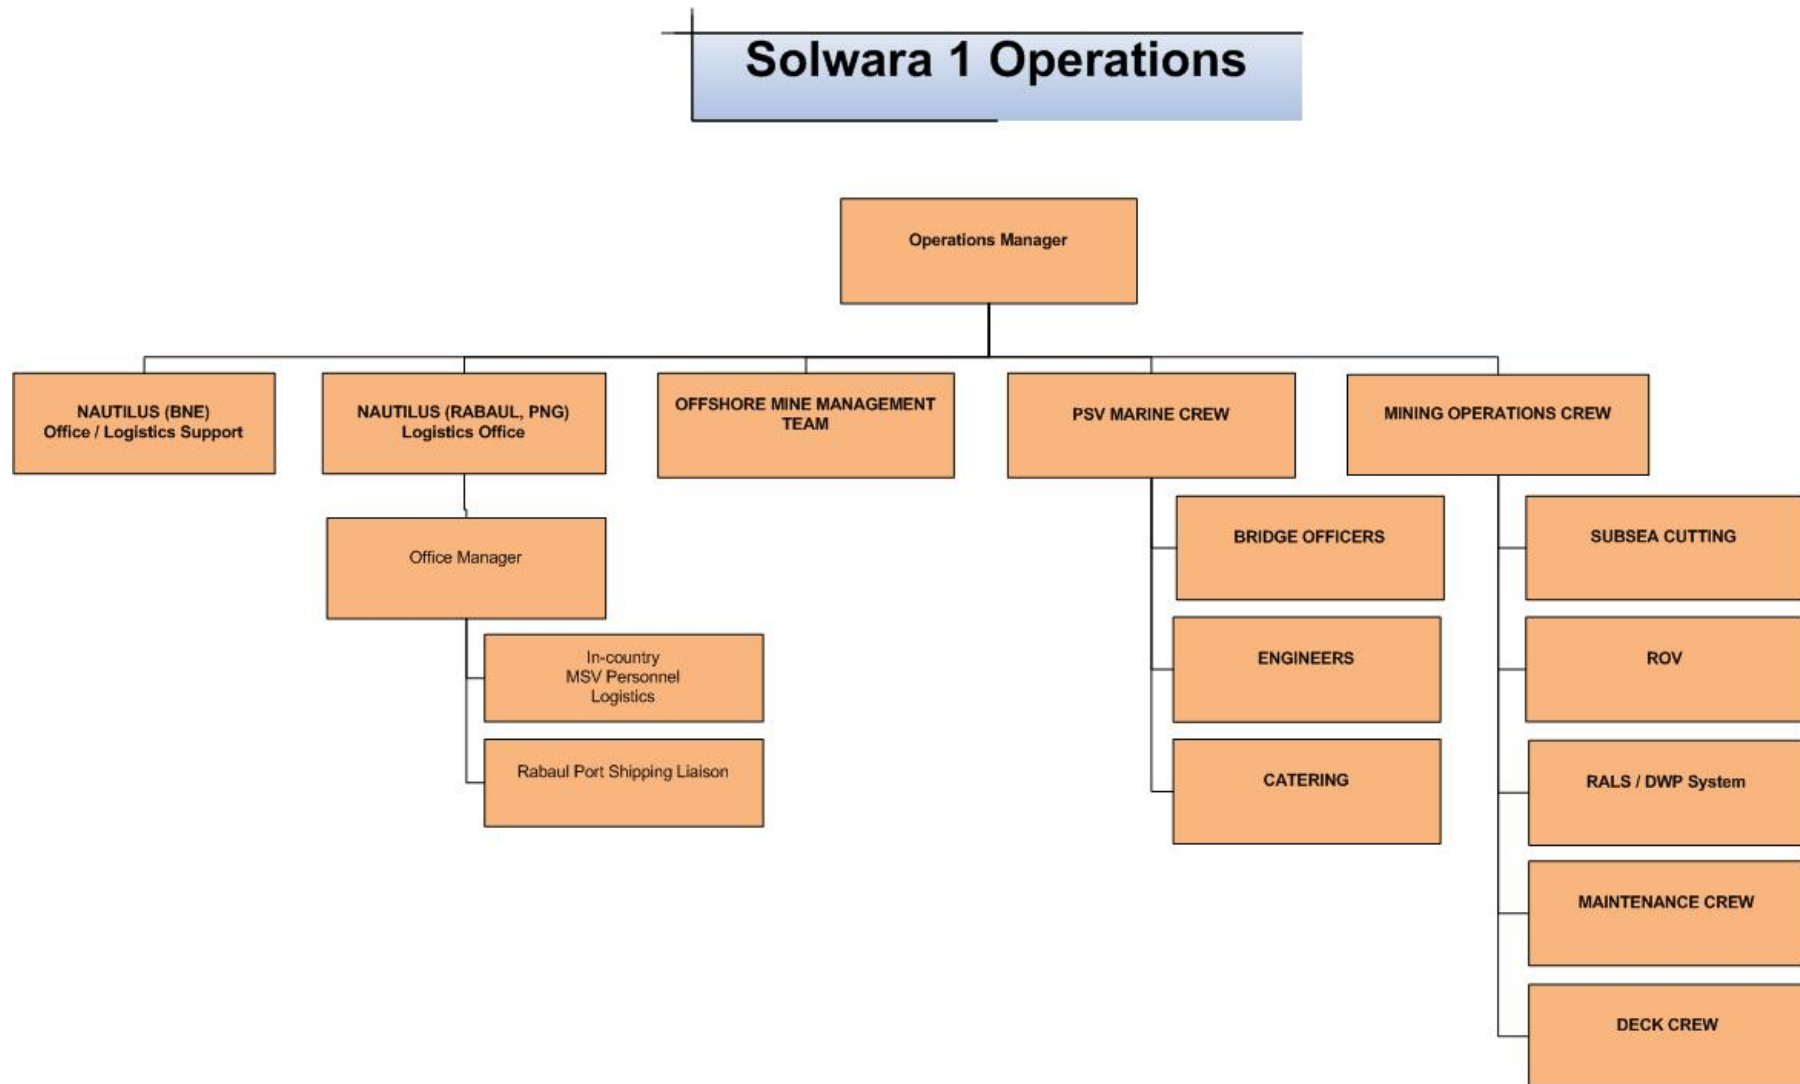 Solwara 1 Operations
Operations Manager
NAUTILUS (BNE)
Office / Logistics Support
NAUTILUS (RABAUL, PNG)
Logistics Office
OFFSHORE MINE MANAGEMENT
TEAM
PSV MARINE CREW
MINING OPERATIONS CREW
Office Manager
In-country
MSV Personnel
Logistics
Rabaul Port Shipping Liaison
BRIDGE OFFICERS
ENGINEERS
CATERING
SUBSEA CUTTING
ROV
RALS / DWP System
MAINTENANCE CREW
DECK CREW